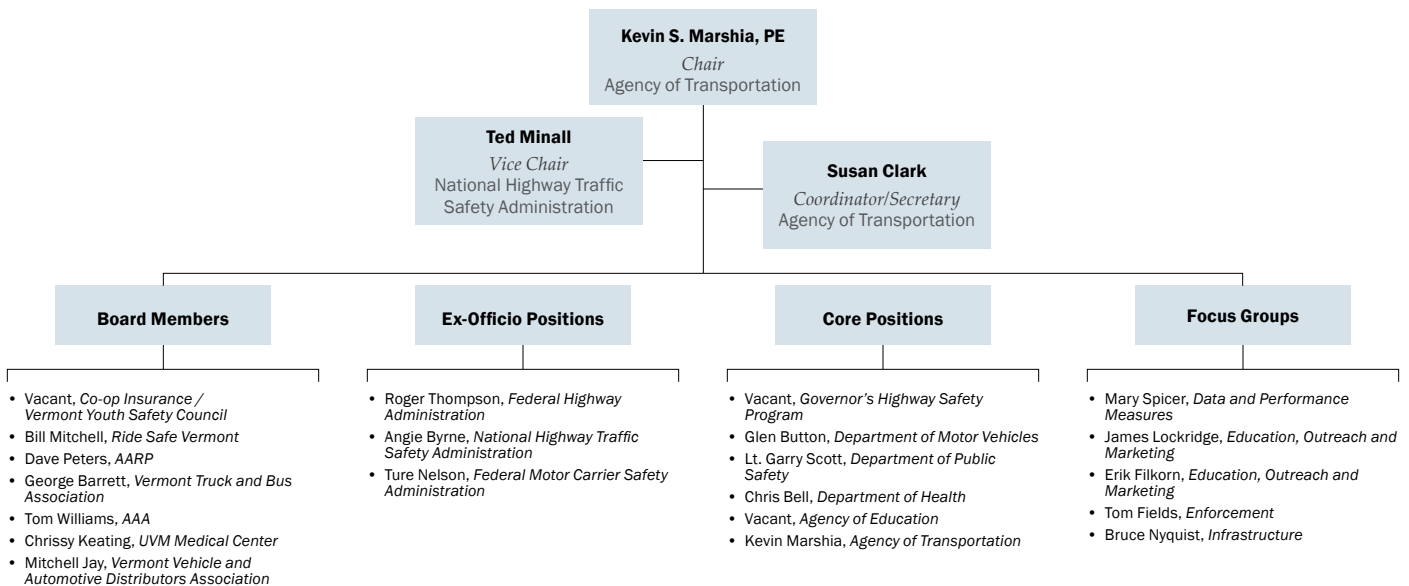 Kevin S. Marshia, PE
Chair
Agency of Transportation
Ted Minall
Vice Chair
National Highway Traffic
Safety Administration
Susan Clark
Coordinator/Secretary
Agency of Transportation
Board Members
• Vacant, Co-op Insurance /
Vermont Youth Safety Council
• Bill Mitchell, Ride Safe Vermont
• Dave Peters, AARP
• George Barrett, Vermont Truck and Bus
Association
• Tom Williams, AAA
• Chrissy Keating, UVM Medical Center
• Mitchell Jay, Vermont Vehicle and
Automotive Distributors Association
Ex-Officio Positions
• Roger Thompson, Federal Highway
Administration
• Angie Byrne, National Highway Traffic
Safety Administration
• Ture Nelson, Federal Motor Carrier Safety
Administration
Core Positions
• Vacant, Governor's Highway Safety
Program
• Glen Button, Department of Motor Vehicles
• Lt. Garry Scott, Department of Public
Safety
• Chris Bell, Department of Health
• Vacant, Agency of Education
• Kevin Marshia, Agency of Transportation
Focus Groups
• Mary Spicer, Data and Performance
Measures
• James Lockridge, Education, Outreach and
Marketing
• Erik Filkorn, Education, Outreach and
Marketing
• Tom Fields, Enforcement
• Bruce Nyquist, Infrastructure